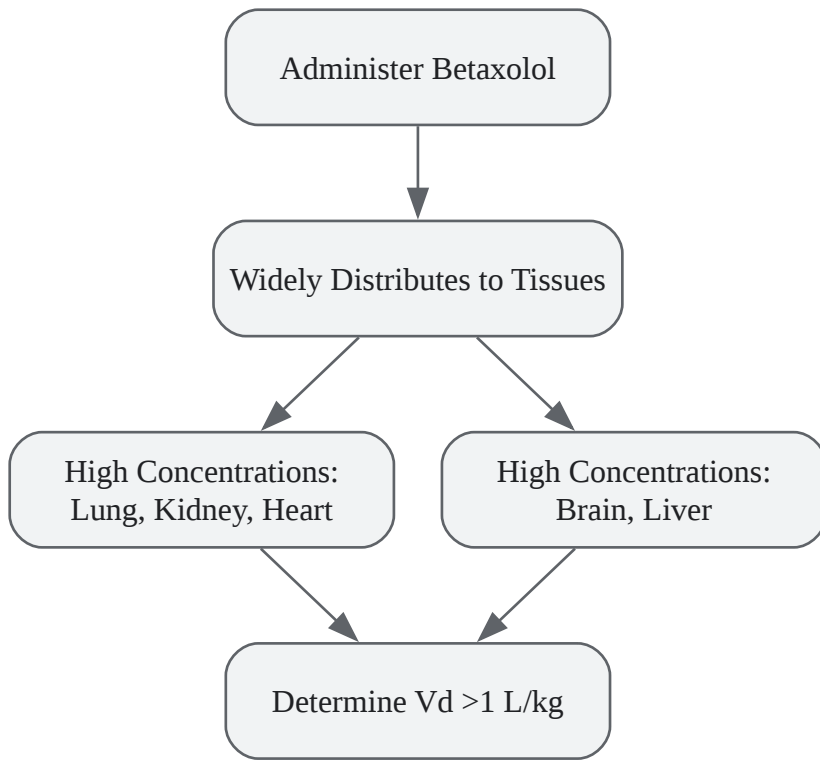 Administer Betaxolol
Widely Distributes to Tissues
High Concentrations:
Lung, Kidney, Heart
High Concentrations:
Brain, Liver
Determine Vd >1 L/kg